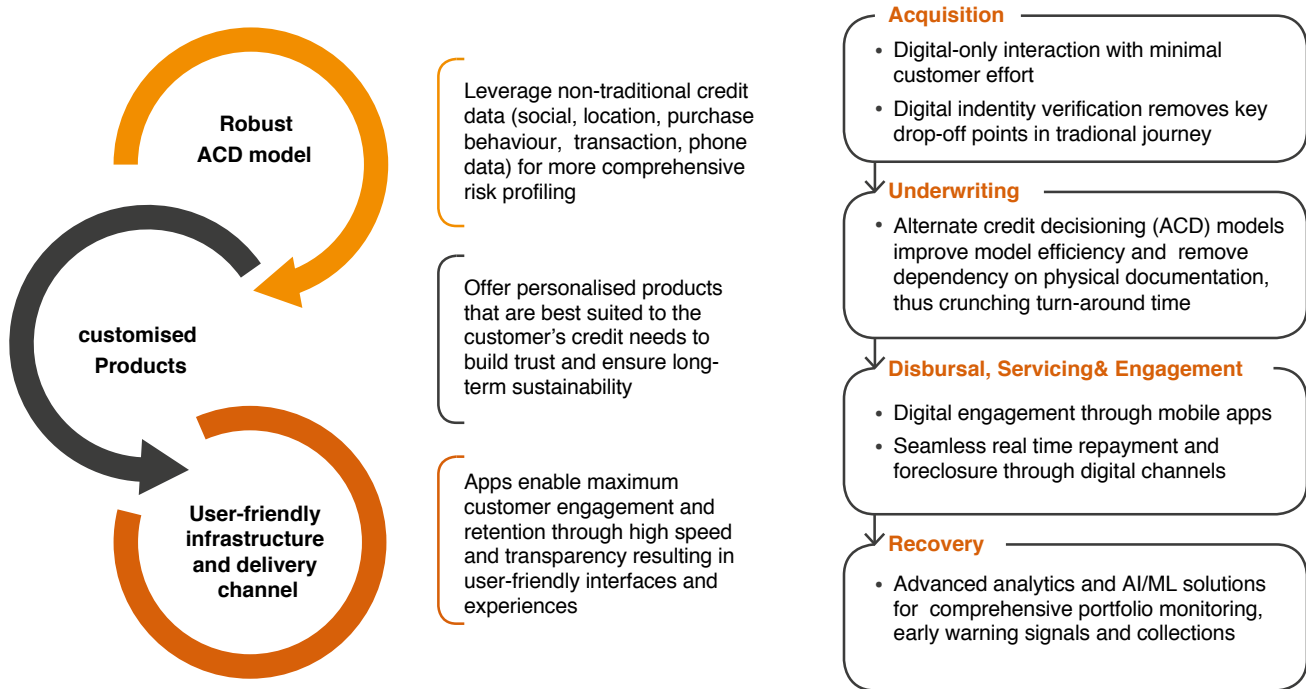 Robust
ACD model
Leverage non-traditional credit
data (social, location, purchase
behaviour, transaction, phone
data) for more comprehensive
risk profiling
customised
Products
Offer personalised products
that are best suited to the
customer’s credit needs to
build trust and ensure long-
term sustainability
User-friendly
infrastructure
and delivery
channel
Apps enable maximum
customer engagement and
retention through high speed
and transparency resulting in
user-friendly interfaces and
experiences
Acquisition
• Digital-only interaction with minimal
customer effort
• Digital indentity verification removes key
drop-off points in tradional journey
Underwriting
• Alternate credit decisioning (ACD) models
improve model efficiency and remove
dependency on physical documentation,
thus crunching turn-around time
Disbursal, Servicing& Engagement
• Digital engagement through mobile apps
• Seamless real time repayment and
foreclosure through digital channels
Recovery
• Advanced analytics and AI/ML solutions
for comprehensive portfolio monitoring,
early warning signals and collections